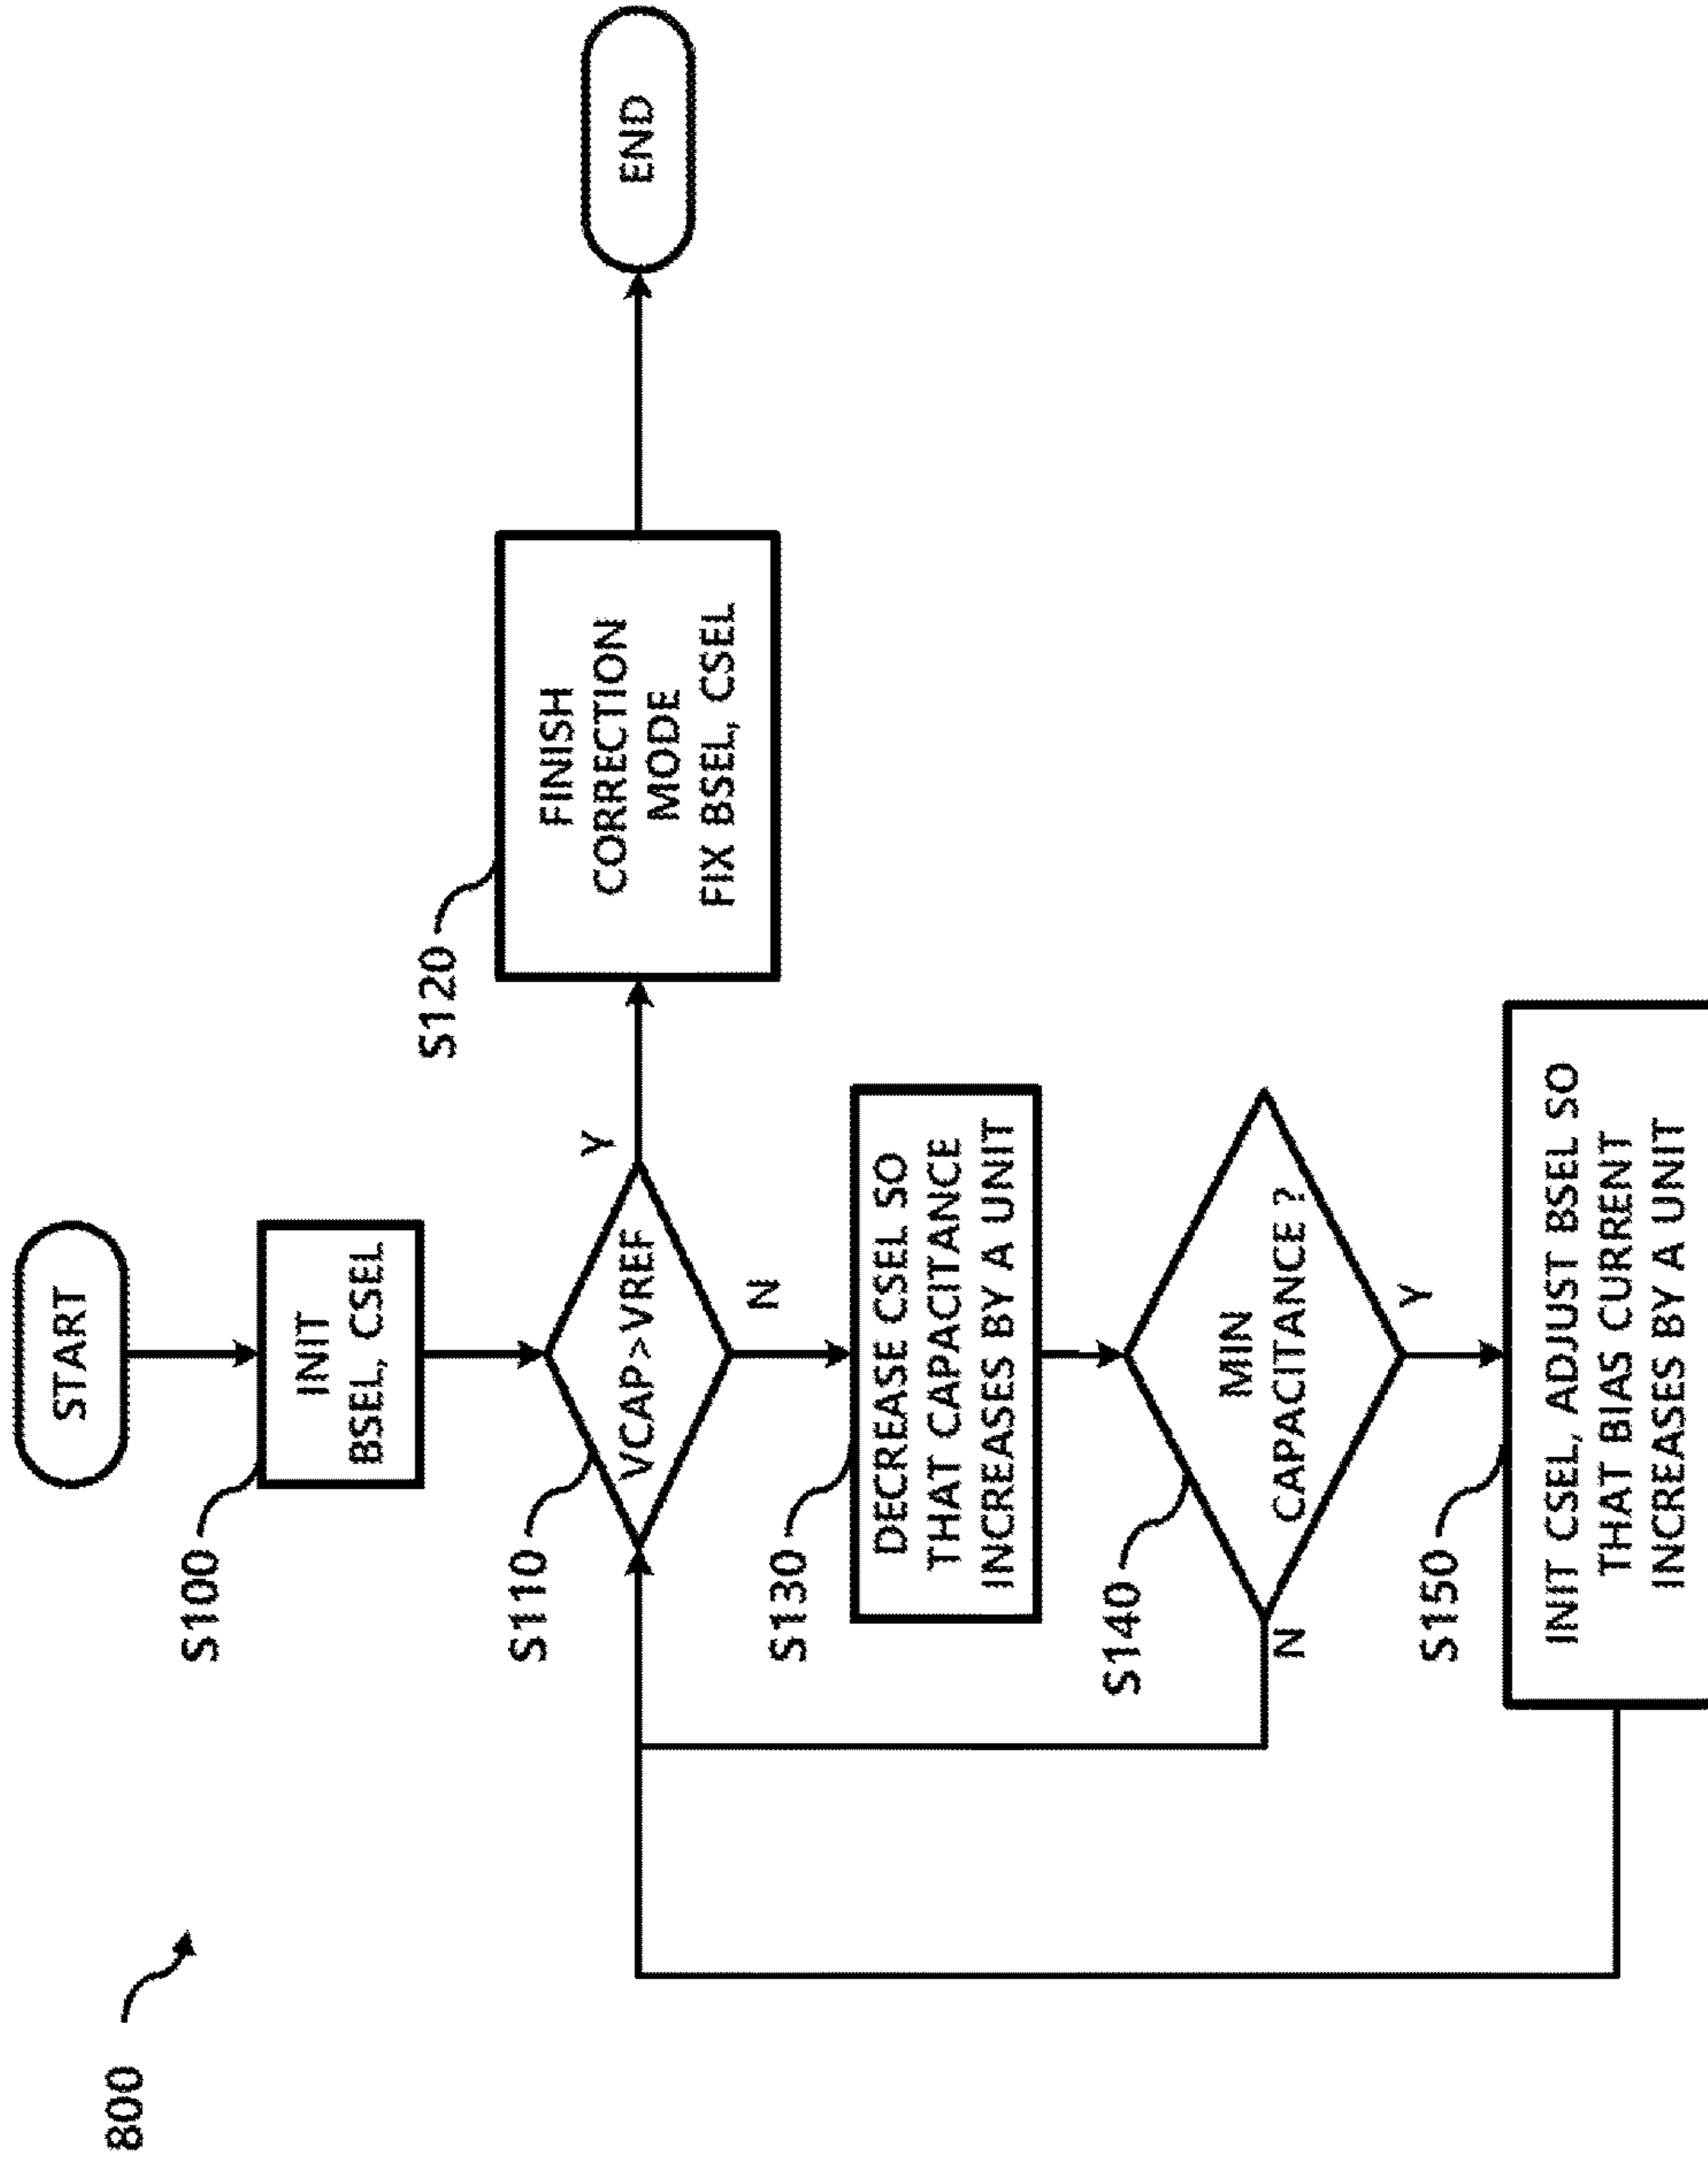 800
START
S100
INIT
BSEL, CSEL
S110
VCAP>VREF
Y
N
S120
FINISH
CORRECTION
MODE
FIX BSEL, CSEL
END
S130
DECREASE CSEL SO
THAT CAPACITANCE
INCREASES BY A UNIT
S140
MIN
CAPACITANCE ?
N
Y
S150
INIT CSEL, ADJUST BSEL SO
THAT BIAS CURRENT
INCREASES BY A UNIT